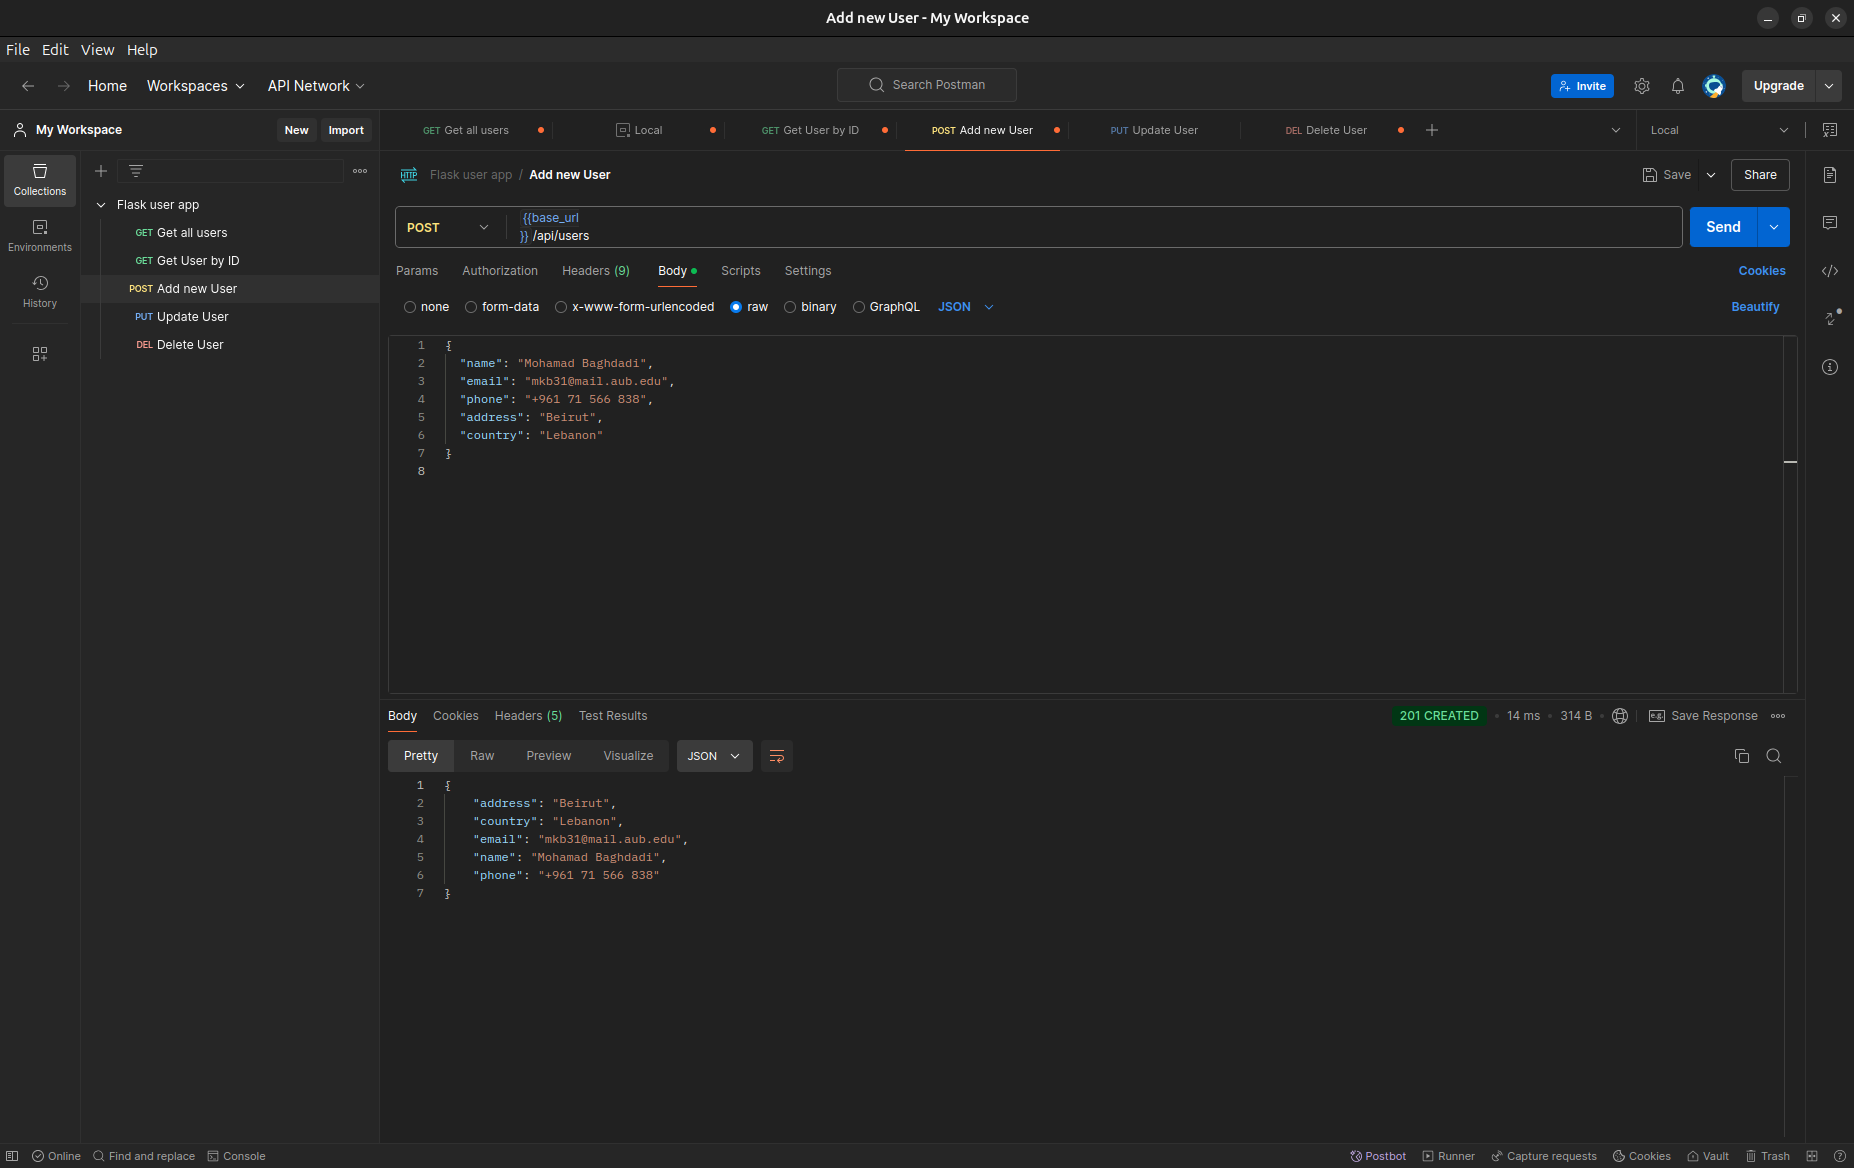 Add new User - My Workspace
File Edit View Help
Home Workspaces API Network Search Postman Invite Upgrade
My Workspace New Import GET Get all users Local GET Get User by ID POST Add new User PUT Update User DEL Delete User Local
Collections
Environments
History
Flask user app
GET Get all users
GET Get User by ID
POST Add new User
PUT Update User
DEL Delete User
HTTP Flask user app / Add new User Save Share
POST {{base_url
}} /api/users Send
Params Authorization Headers (9) Body Scripts Settings Cookies
none form-data x-www-form-urlencoded raw binary GraphQL JSON Beautify
1 {
2 "name": "Mohamad Baghdadi",
3 "email": "mkb31@mail.aub.edu",
4 "phone": "+961 71 566 838",
5 "address": "Beirut",
6 "country": "Lebanon"
7 }
8
Body Cookies Headers (5) Test Results 201 CREATED 14 ms 314 B e.g. Save Response
Pretty Raw Preview Visualize JSON
1 {
2 "address": "Beirut",
3 "country": "Lebanon",
4 "email": "mkb31@mail.aub.edu",
5 "name": "Mohamad Baghdadi",
6 "phone": "+961 71 566 838"
7 }
Online Find and replace Console Postbot Runner Capture requests Cookies Vault Trash